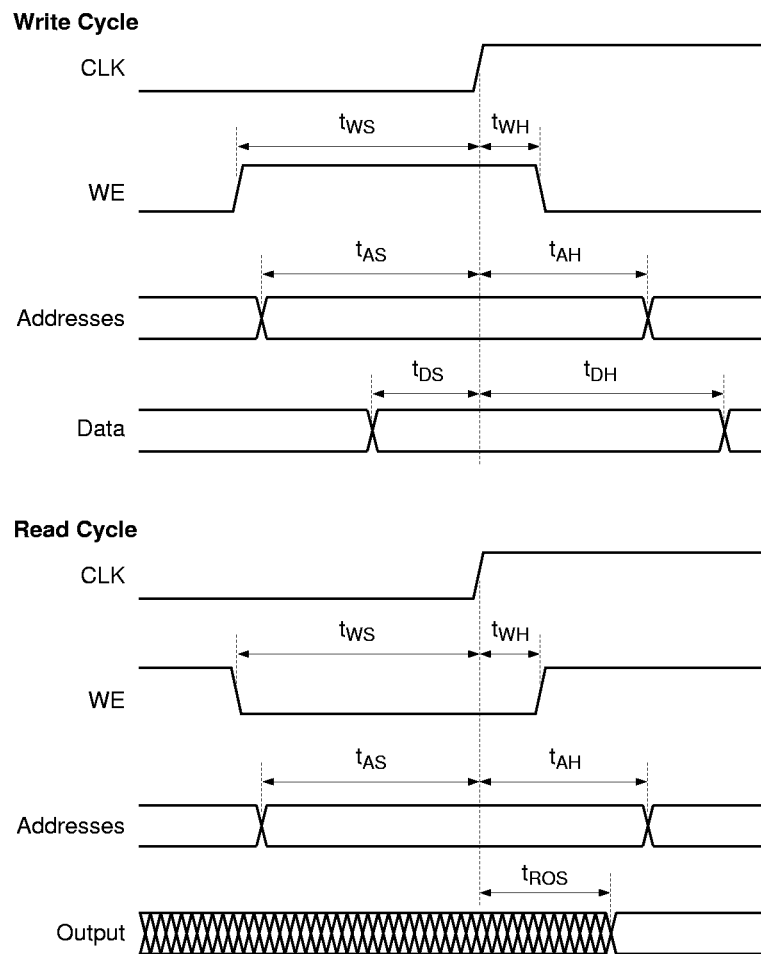 Write Cycle
CLK
tWS
tWH
WE
tAS
tAH
Addresses
tDS
tDH
Data
Read Cycle
CLK
tWS
tWH
WE
tAS
tAH
Addresses
tROS
Output